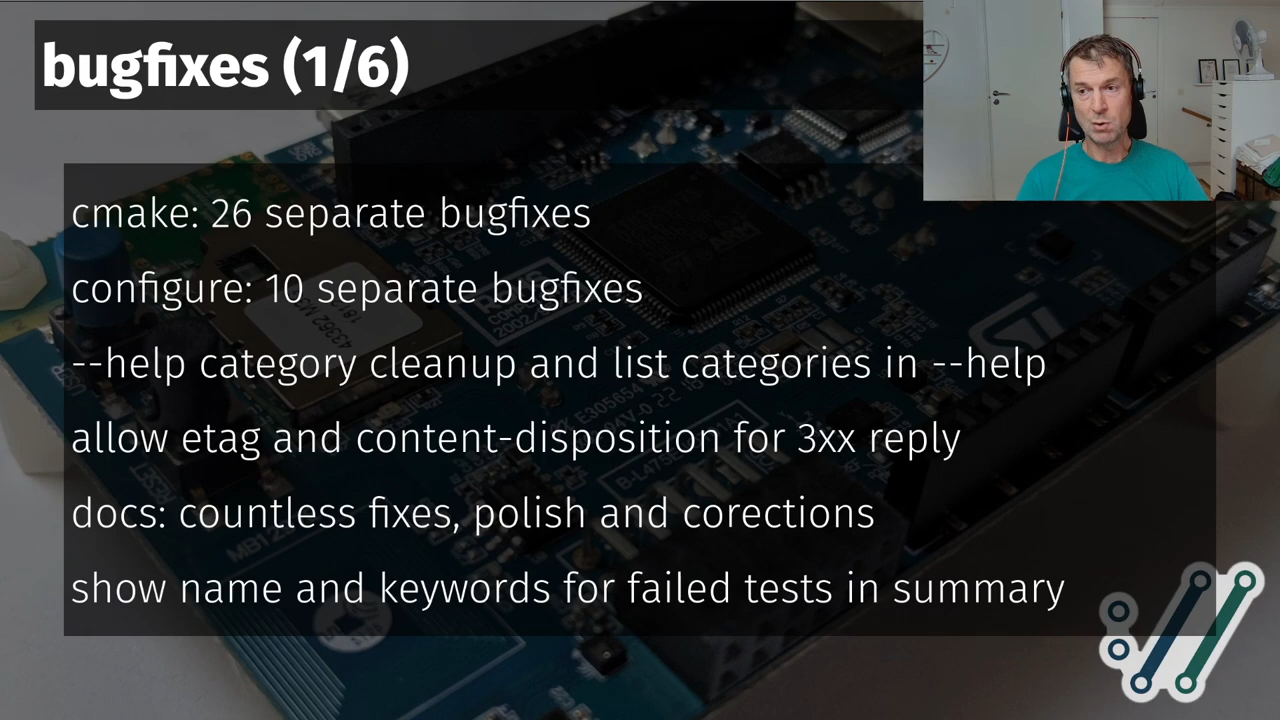 bugfixes (1/6)
cmake: 26 separate bugfixes
configure: 10 separate bugfixes
--help category cleanup and list categories in --help
allow etag and content-disposition for 3xx reply
docs: countless fixes, polish and corections
show name and keywords for failed tests in summary